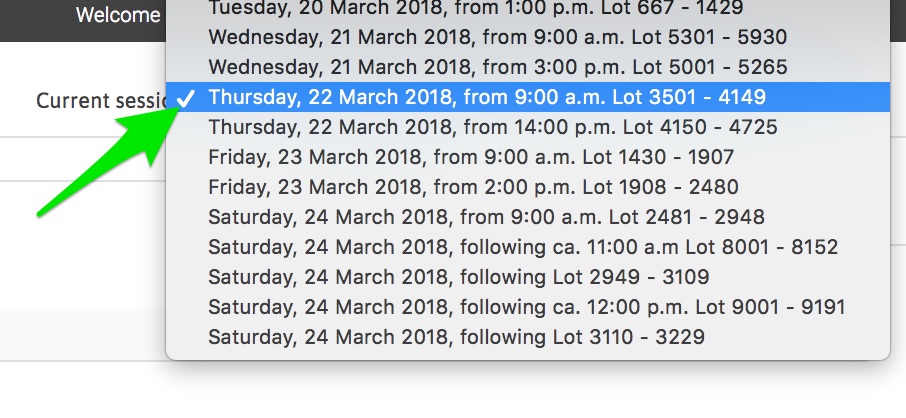 Welcome
Tuesday, 20 March 2018, from 1:00 p.m. Lot 667 - 1429
Wednesday, 21 March 2018, from 9:00 a.m. Lot 5301 - 5930
Wednesday, 21 March 2018, from 3:00 p.m. Lot 5001 - 5265
Current sessio
✓ Thursday, 22 March 2018, from 9:00 a.m. Lot 3501 - 4149
Thursday, 22 March 2018, from 14:00 p.m. Lot 4150 - 4725
Friday, 23 March 2018, from 9:00 a.m. Lot 1430 - 1907
Friday, 23 March 2018, from 2:00 p.m. Lot 1908 - 2480
Saturday, 24 March 2018, from 9:00 a.m. Lot 2481 - 2948
Saturday, 24 March 2018, following ca. 11:00 a.m Lot 8001 - 8152
Saturday, 24 March 2018, following Lot 2949 - 3109
Saturday, 24 March 2018, following ca. 12:00 p.m. Lot 9001 - 9191
Saturday, 24 March 2018, following Lot 3110 - 3229